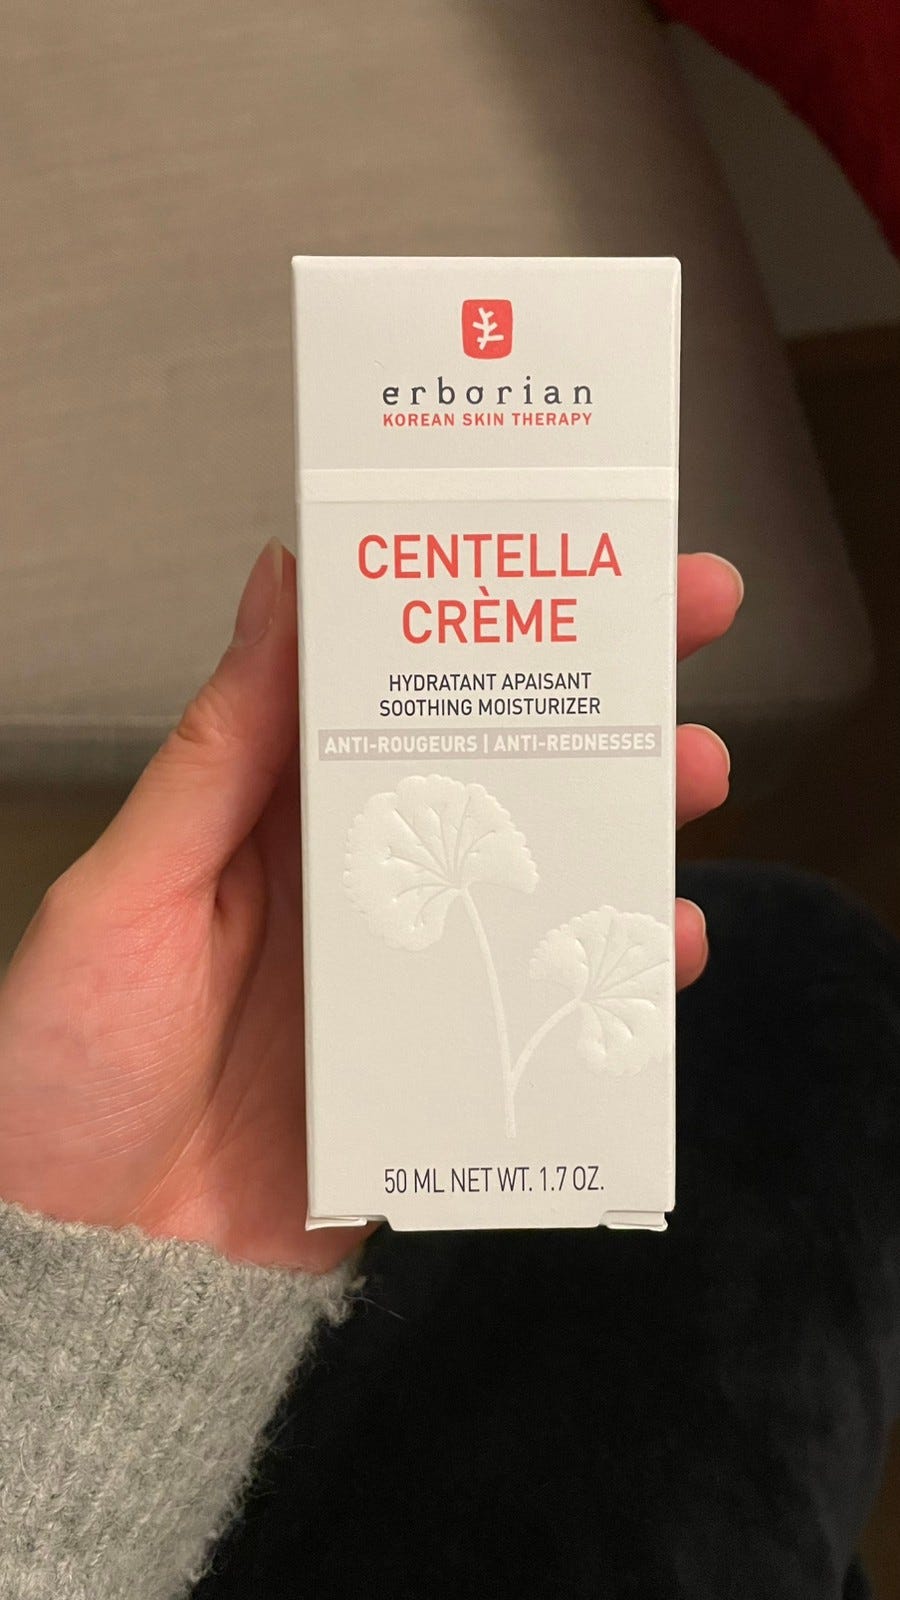 erborian
KOREAN SKIN THERAPY
CENTELLA
CRÈME
HYDRATANT APAISANT
SOOTHING MOISTURIZER
ANTI-ROUGEURS | ANTI-REDNESSES
50 ML NET WT. 1.7 OZ.